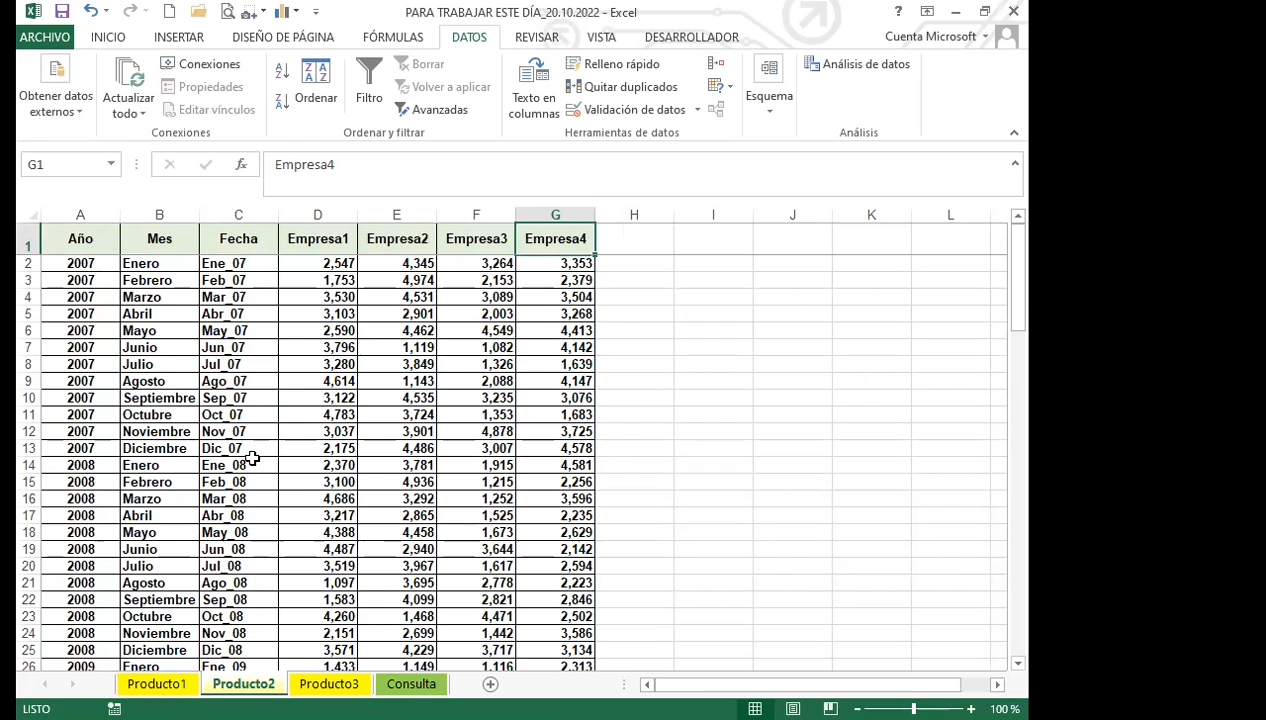 PARA TRABAJAR ESTE DÍA_20.10.2022 - Excel
ARCHIVO INICIO INSERTAR DISEÑO DE PÁGINA FÓRMULAS DATOS REVISAR VISTA DESARROLLADOR Cuenta Microsoft
Obtener datos externos
Actualizar todo
Conexiones
Propiedades
Editar vínculos
Conexiones
Ordenar
Filtro
Borrar
Volver a aplicar
Avanzadas
Ordenar y filtrar
Texto en columnas
Relleno rápido
Quitar duplicados
Validación de datos
Herramientas de datos
Esquema
Análisis de datos
Análisis
G1 fx Empresa4
A B C D E F G H I J K L
1 Año Mes Fecha Empresa1 Empresa2 Empresa3 Empresa4
2 2007 Enero Ene_07 2,547 4,345 3,264 3,353
3 2007 Febrero Feb_07 1,753 4,974 2,153 2,379
4 2007 Marzo Mar_07 3,530 4,531 3,089 3,504
5 2007 Abril Abr_07 3,103 2,901 2,003 3,268
6 2007 Mayo May_07 2,590 4,462 4,549 4,413
7 2007 Junio Jun_07 3,796 1,119 1,082 4,142
8 2007 Julio Jul_07 3,280 3,849 1,326 1,639
9 2007 Agosto Ago_07 4,614 1,143 2,088 4,147
10 2007 Septiembre Sep_07 3,122 4,535 3,235 3,076
11 2007 Octubre Oct_07 4,783 3,724 1,353 1,683
12 2007 Noviembre Nov_07 3,037 3,901 4,878 3,725
13 2007 Diciembre Dic_07 2,175 4,486 3,007 4,578
14 2008 Enero Ene_08 2,370 3,781 1,915 4,581
15 2008 Febrero Feb_08 3,100 4,936 1,215 2,256
16 2008 Marzo Mar_08 4,686 3,292 1,252 3,596
17 2008 Abril Abr_08 3,217 2,865 1,525 2,235
18 2008 Mayo May_08 4,388 4,458 1,673 2,629
19 2008 Junio Jun_08 4,487 2,940 3,644 2,142
20 2008 Julio Jul_08 3,519 3,967 1,617 2,594
21 2008 Agosto Ago_08 1,097 3,695 2,778 2,223
22 2008 Septiembre Sep_08 1,583 4,099 2,821 2,846
23 2008 Octubre Oct_08 4,260 1,468 4,471 2,502
24 2008 Noviembre Nov_08 2,151 2,699 1,442 3,586
25 2008 Diciembre Dic_08 3,571 4,229 3,717 3,134
26 2009 Enero Ene_09 1,433 1,149 1,116 2,313
Producto1 Producto2 Producto3 Consulta
LISTO 100 %